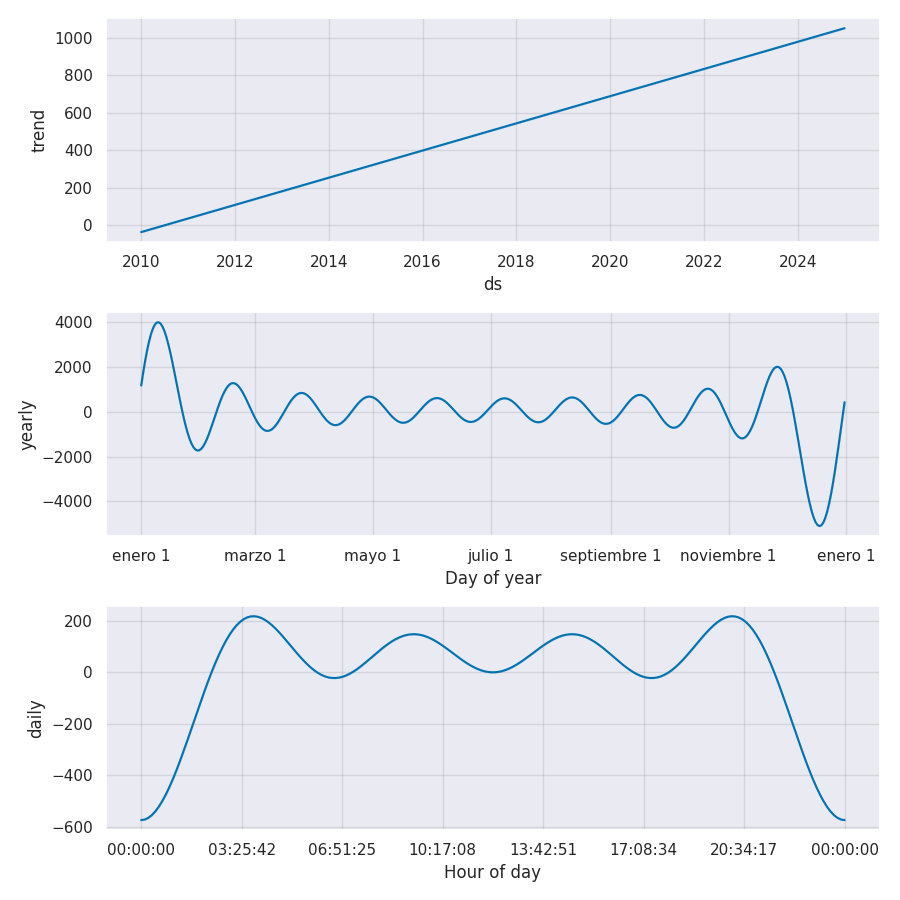 1000
800
600
400
200
0
trend
2010 2012 2014 2016 2018 2020 2022 2024
ds
4000
2000
0
−2000
−4000
yearly
enero 1 marzo 1 mayo 1 julio 1 septiembre 1 noviembre 1 enero 1
Day of year
200
0
−200
−400
−600
daily
00:00:00 03:25:42 06:51:25 10:17:08 13:42:51 17:08:34 20:34:17 00:00:00
Hour of day